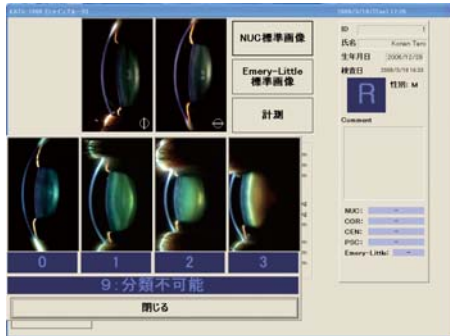 NUC標準画像
Emery-Little
標準画像
計測
0
1
2
3
9:分類不可能
閉じる
ID
1
氏名
Konan Taro
生年月日
2006/12/28
検査日
性別: M
R
Comment
NUC:
COR:
CEN:
PSC:
Emery-Little: